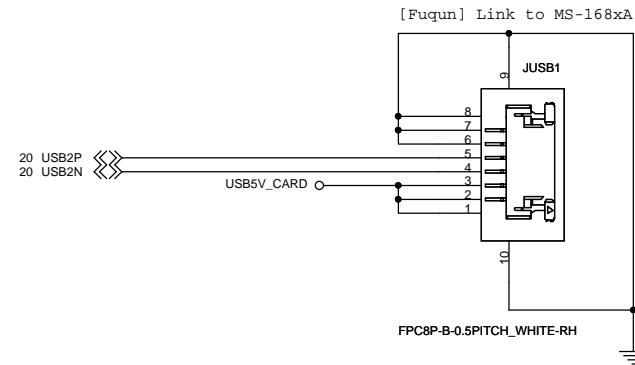 [Fuqun] Link to MS-168xA
JUSB1
9
8
7
6
20 USB2P
5
20 USB2N
4
USB5V_CARD
3
2
1
10
FPC8P-B-0.5PITCH_WHITE-RH